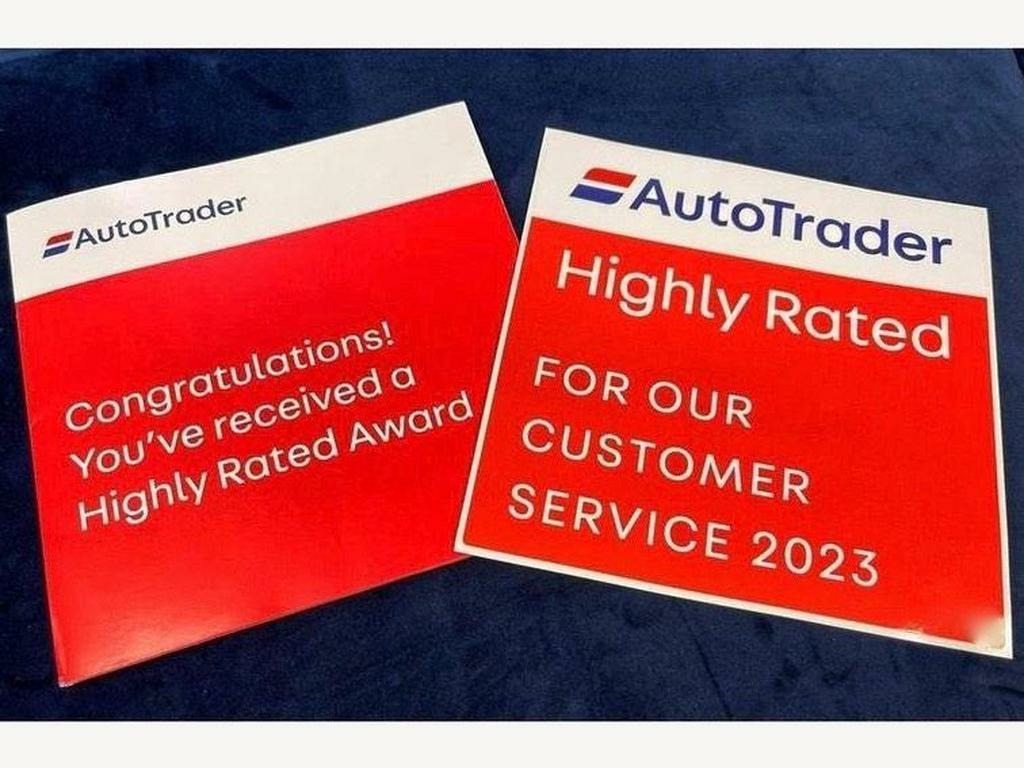 AutoTrader
Congratulations!
You've received a
Highly Rated Award
AutoTrader
Highly Rated
FOR OUR
CUSTOMER
SERVICE 2023